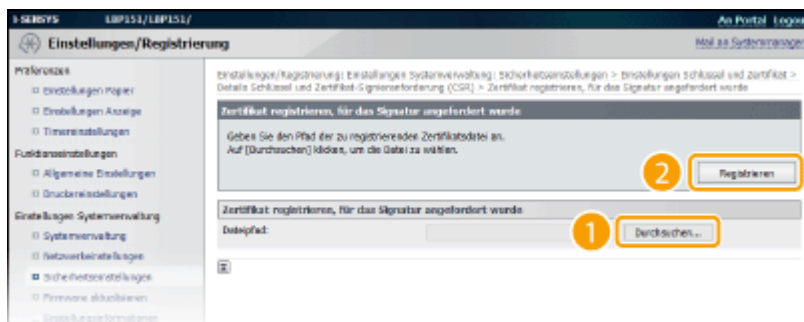 i-SENSYS LBP151/LBP151/ An Portal Logou
Einstellungen/Registrierung Mail an Systemmanager
Präferenzen
Einstellungen Papier
Einstellungen Anzeige
Timereinstellungen
Funktionseinstellungen
Allgemeine Einstellungen
Druckereinstellungen
Einstellungen Systemverwaltung
Systemverwaltung
Netzwerkeinstellungen
Sicherheitseinstellungen
Firmware aktualisieren
Einstellungsinformationen
Einstellungen/Registrierung: Einstellungen Systemverwaltung: Sicherheitseinstellungen > Einstellungen Schlüssel und Zertifikat >
Details Schlüssel und Zertifikat-Signieranforderung (CSR) > Zertifikat registrieren, für das Signatur angefordert wurde
Zertifikat registrieren, für das Signatur angefordert wurde
Geben Sie den Pfad der zu registrierenden Zertifikatsdatei an.
Auf [Durchsuchen] klicken, um die Datei zu wählen.
2 Registrieren
Zertifikat registrieren, für das Signatur angefordert wurde
Dateipfad: 1 Durchsuchen...